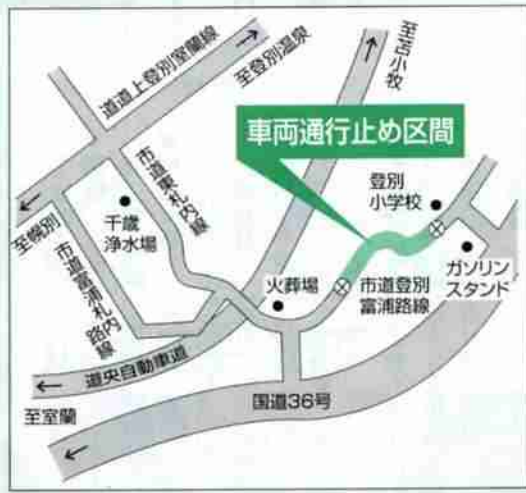 道道上登別室蘭線
至登別温泉
至苫小牧
車両通行止め区間
市道東札内線
登別
小学校
千歳
浄水場
至幌別
市道富浦札内
路線
火葬場
市道登別
富浦路線
ガソリン
スタンド
道央自動車道
至室蘭
国道36号